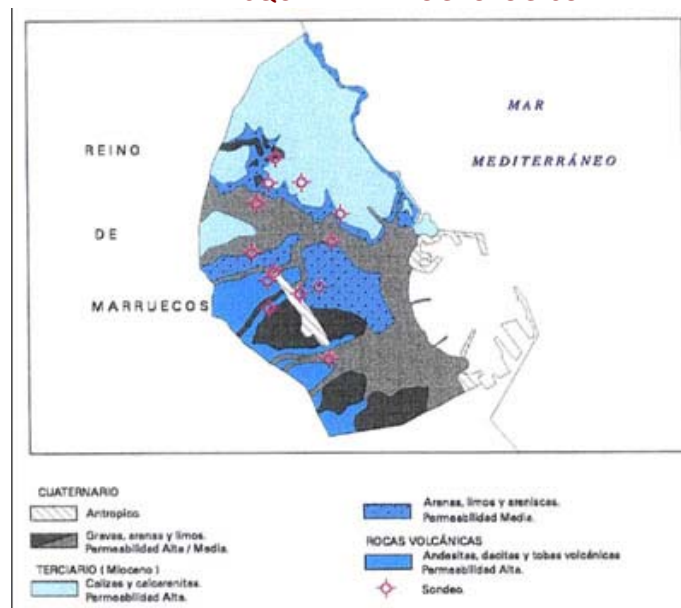 MAR
MEDITERRÁNEO
REINO
DE
MARRUECOS
CUATERNARIO
Antropico.
Gravas, arenas y limos.
Permeabilidad Alta / Media.
TERCIARIO ( Mioceno )
Calizas y calcarenitas.
Permeabilidad Alta.
Arenas, limos y areniscas.
Permeabilidad Media.
ROCAS VOLCÁNICAS
Andesitas, dacitas y tobas volcánicas
Permeabilidad Alta.
Sondeo.